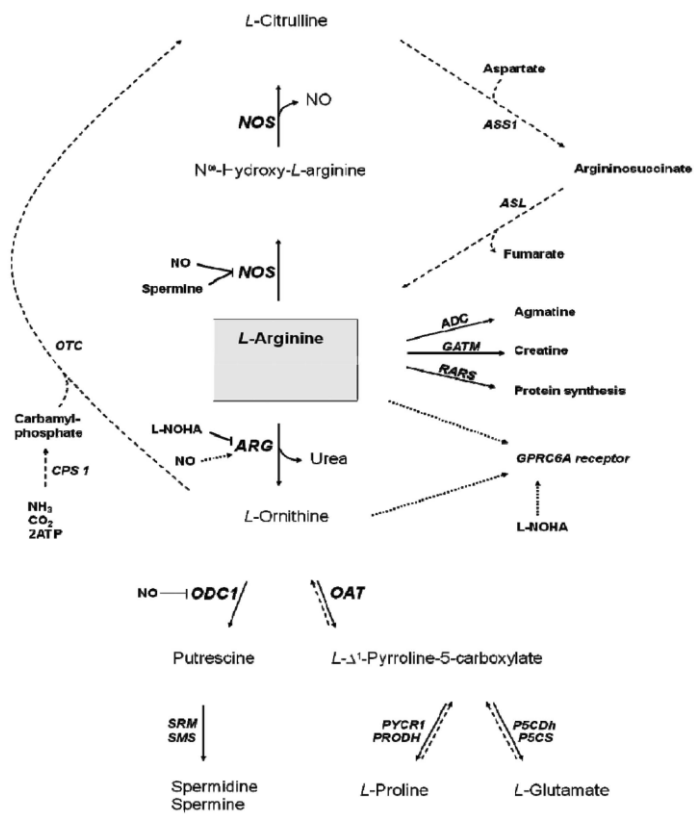 L-Citrulline
NO
NOS
Nω-Hydroxy-L-arginine
Aspartate
ASS1
Argininosuccinate
ASL
Fumarate
NO
Spermine
NOS
L-Arginine
ADC
Agmatine
GATM
Creatine
RARS
Protein synthesis
OTC
Carbamyl-
phosphate
CPS 1
NH₃
CO₂
2ATP
L-NOHA
NO
ARG
Urea
GPRC6A receptor
L-NOHA
L-Ornithine
NO
ODC1
OAT
Putrescine
L-Δ¹-Pyrroline-5-carboxylate
SRM
SMS
PYCR1
PRODH
P5CDh
P5CS
Spermidine
Spermine
L-Proline
L-Glutamate